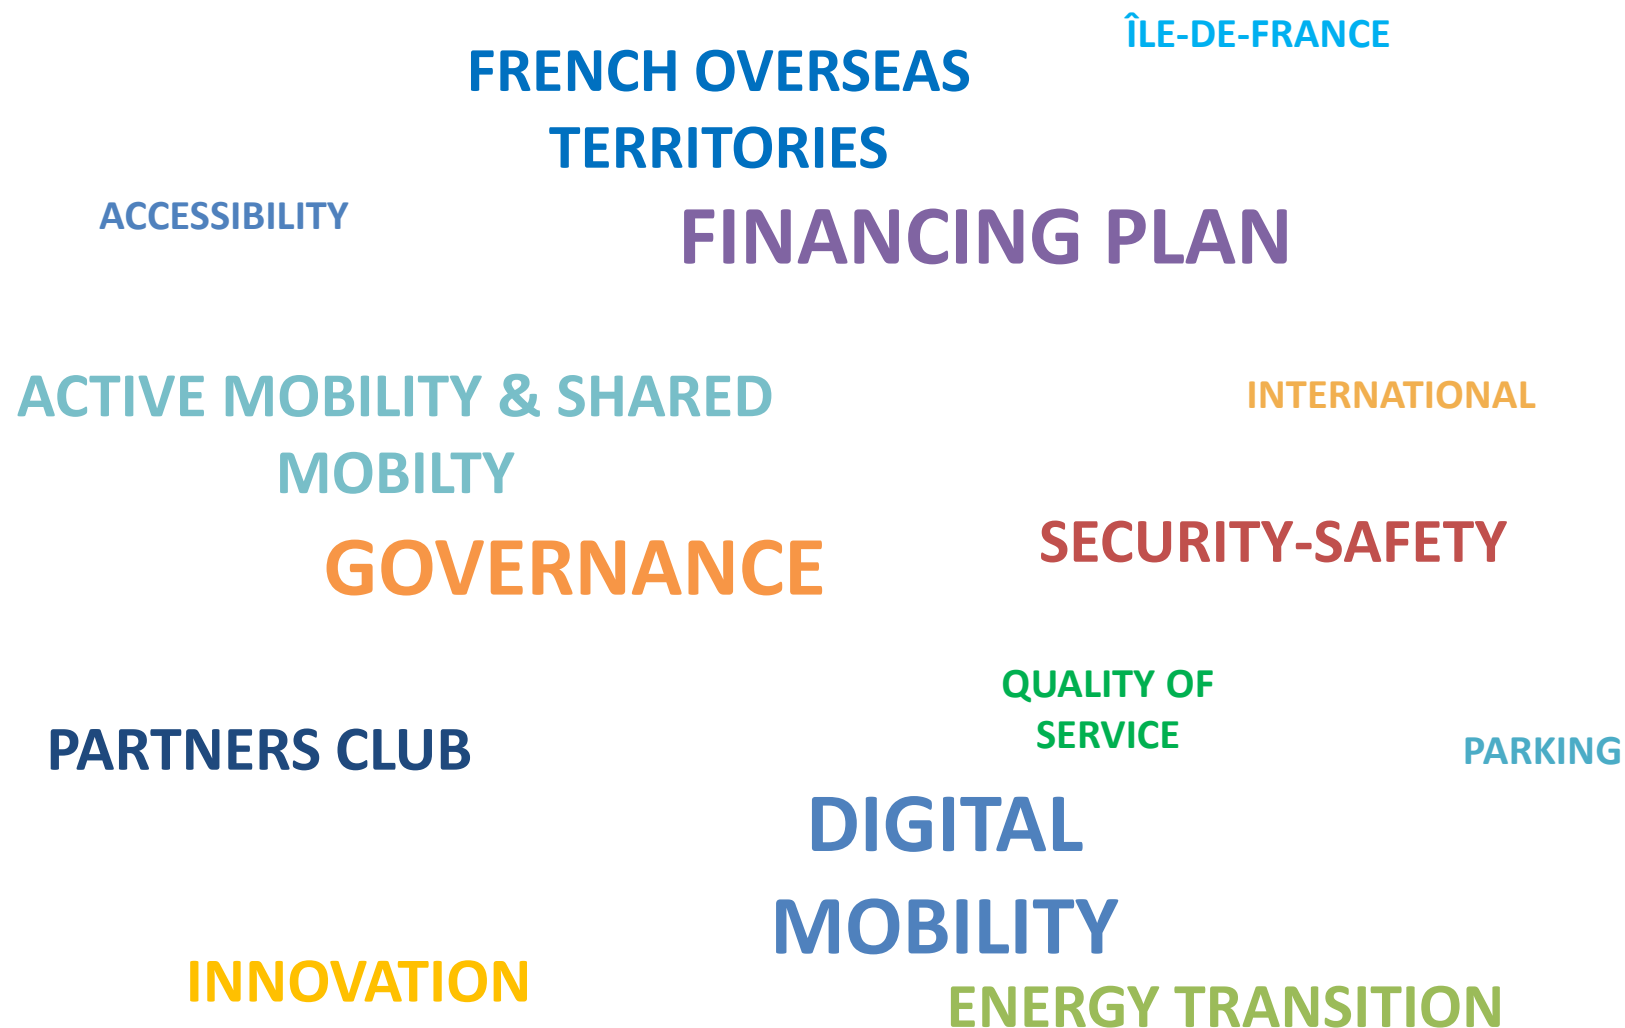 ÎLE-DE-FRANCE
FRENCH OVERSEAS
TERRITORIES
ACCESSIBILITY
FINANCING PLAN
ACTIVE MOBILITY & SHARED
MOBILTY
INTERNATIONAL
GOVERNANCE
SECURITY-SAFETY
QUALITY OF
SERVICE
PARTNERS CLUB
PARKING
DIGITAL
MOBILITY
INNOVATION
ENERGY TRANSITION